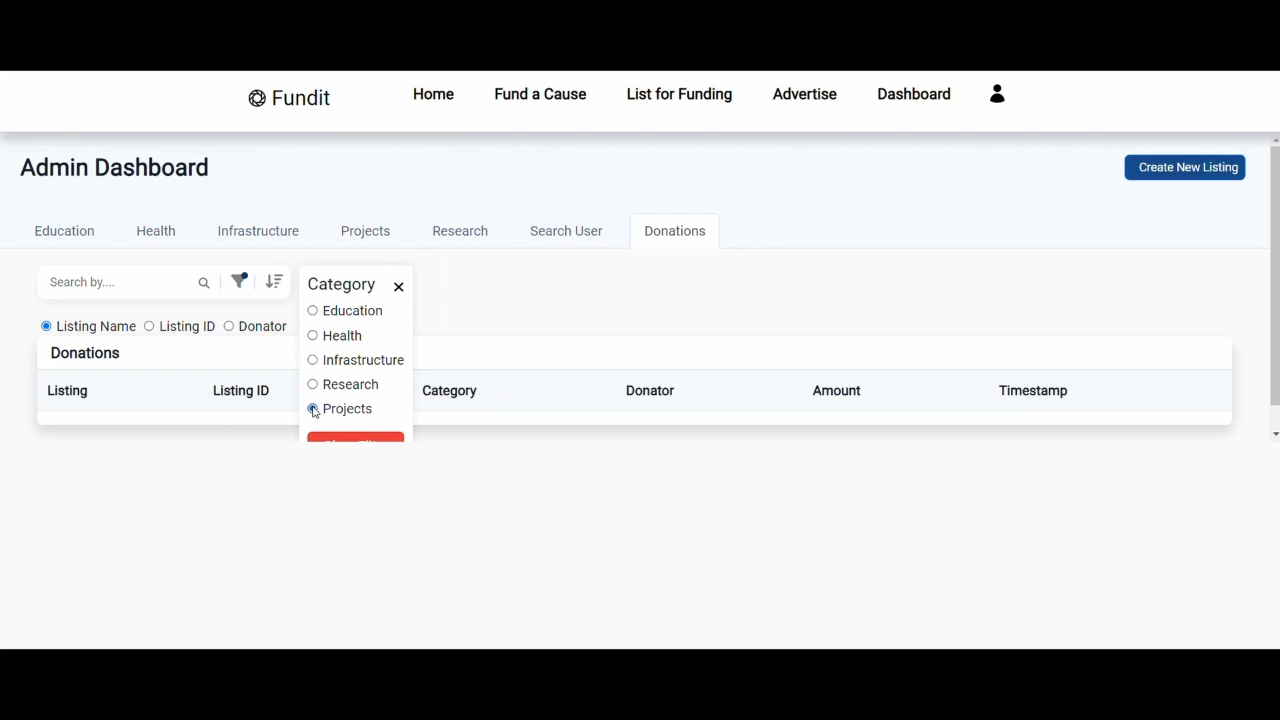 Fundit
Home Fund a Cause List for Funding Advertise Dashboard
Admin Dashboard
Create New Listing
Education Health Infrastructure Projects Research Search User Donations
Search by....
Listing Name Listing ID Donator
Category
Education
Health
Infrastructure
Research
Projects
Donations
Listing Listing ID Category Donator Amount Timestamp